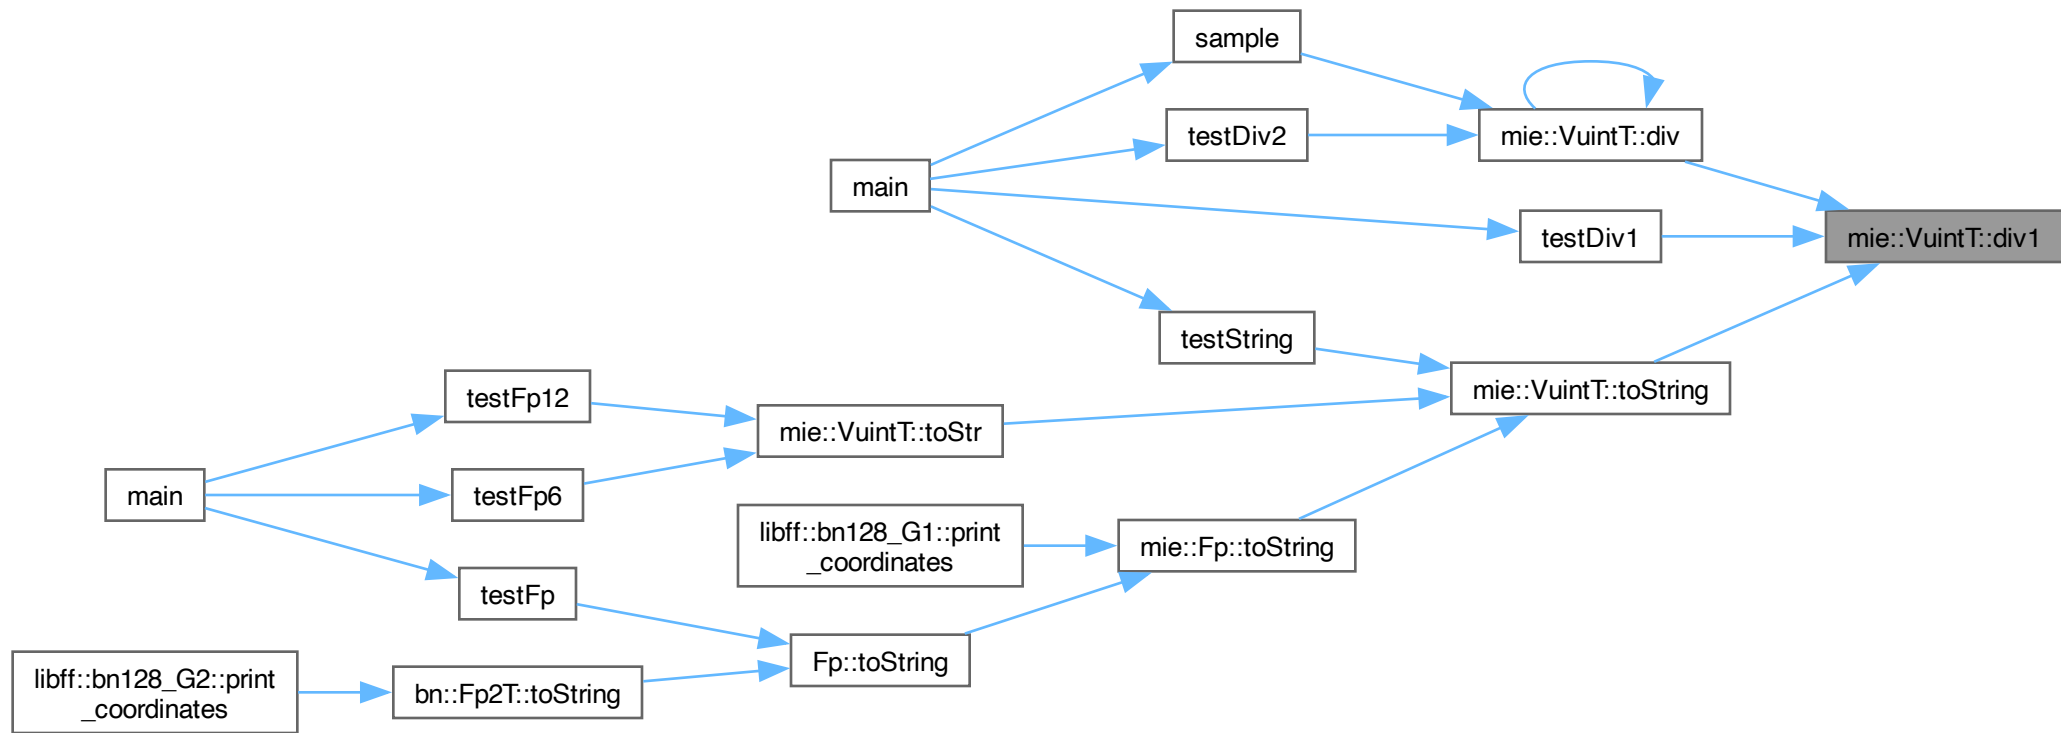 sample
mie::VuintT::div
testDiv2
main
testDiv1
mie::VuintT::div1
testString
mie::VuintT::toString
testFp12
mie::VuintT::toStr
main
testFp6
libff::bn128_G1::print
_coordinates
mie::Fp::toString
testFp
Fp::toString
libff::bn128_G2::print
_coordinates
bn::Fp2T::toString